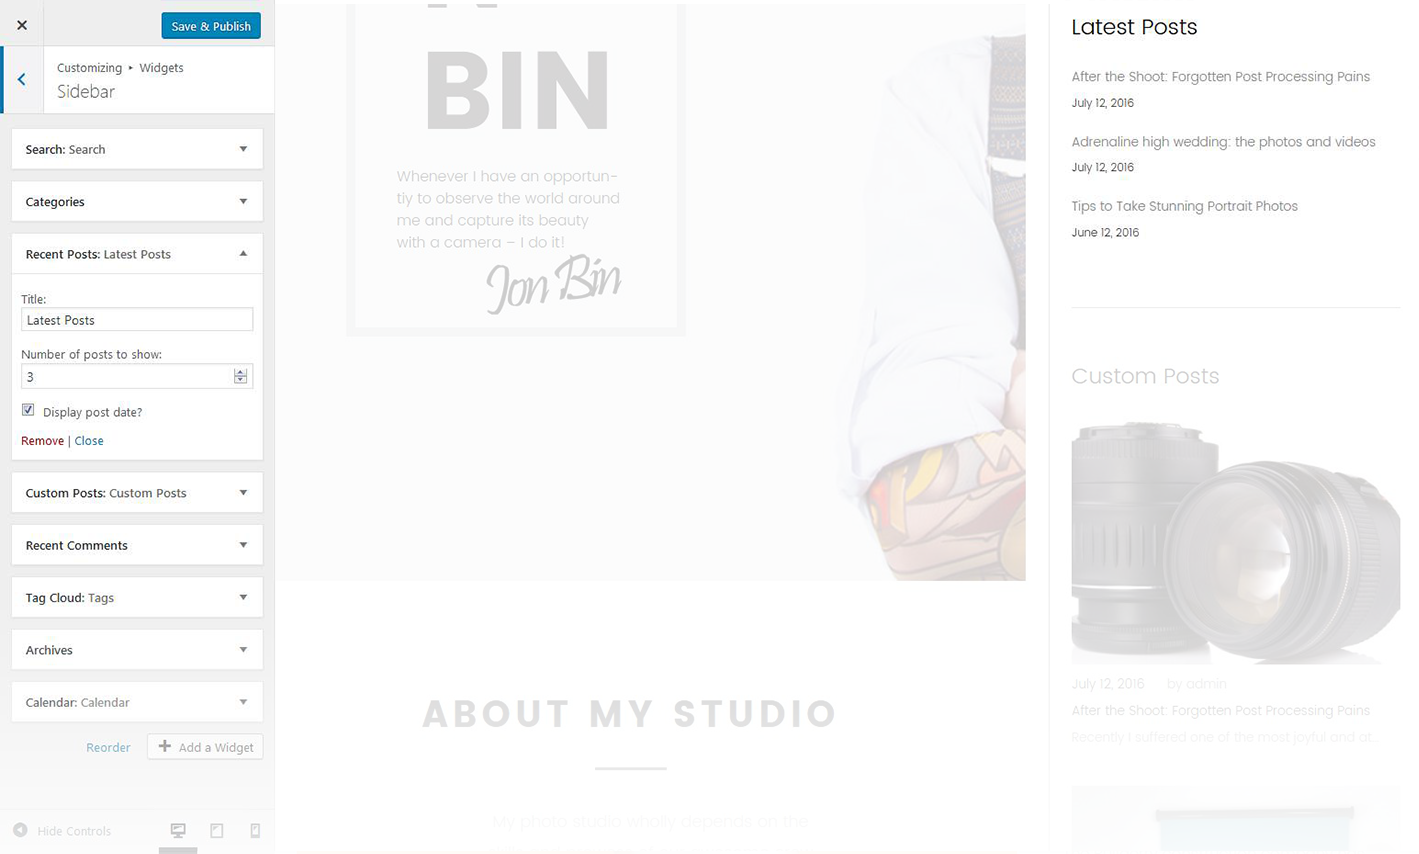 Save & Publish
Customizing ▸ Widgets
Sidebar
Search: Search
Categories
Recent Posts: Latest Posts
Title:
Latest Posts
Number of posts to show:
3
Display post date?
Remove | Close
Custom Posts: Custom Posts
Recent Comments
Tag Cloud: Tags
Archives
Calendar: Calendar
Reorder
Add a Widget
Hide Controls
BIN
Whenever I have an opportun-
tiy to observe the world around
me and capture its beauty
with a camera – I do it!
Jon Bin
ABOUT MY STUDIO
My photo studio wholly depends on the
Latest Posts
After the Shoot: Forgotten Post Processing Pains
July 12, 2016
Adrenaline high wedding: the photos and videos
July 12, 2016
Tips to Take Stunning Portrait Photos
June 12, 2016
Custom Posts
July 12, 2016 by admin
After the Shoot: Forgotten Post Processing Pains
Recently I suffered one of the most joyful and at...